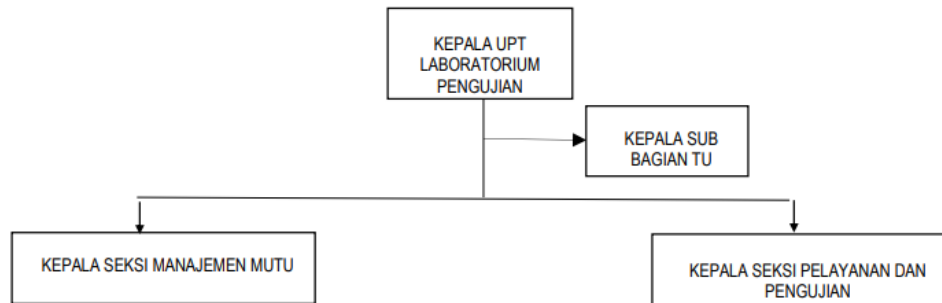 KEPALA UPT
LABORATORIUM
PENGUJIAN
KEPALA SUB
BAGIAN TU
KEPALA SEKSI MANAJEMEN MUTU
KEPALA SEKSI PELAYANAN DAN
PENGUJIAN